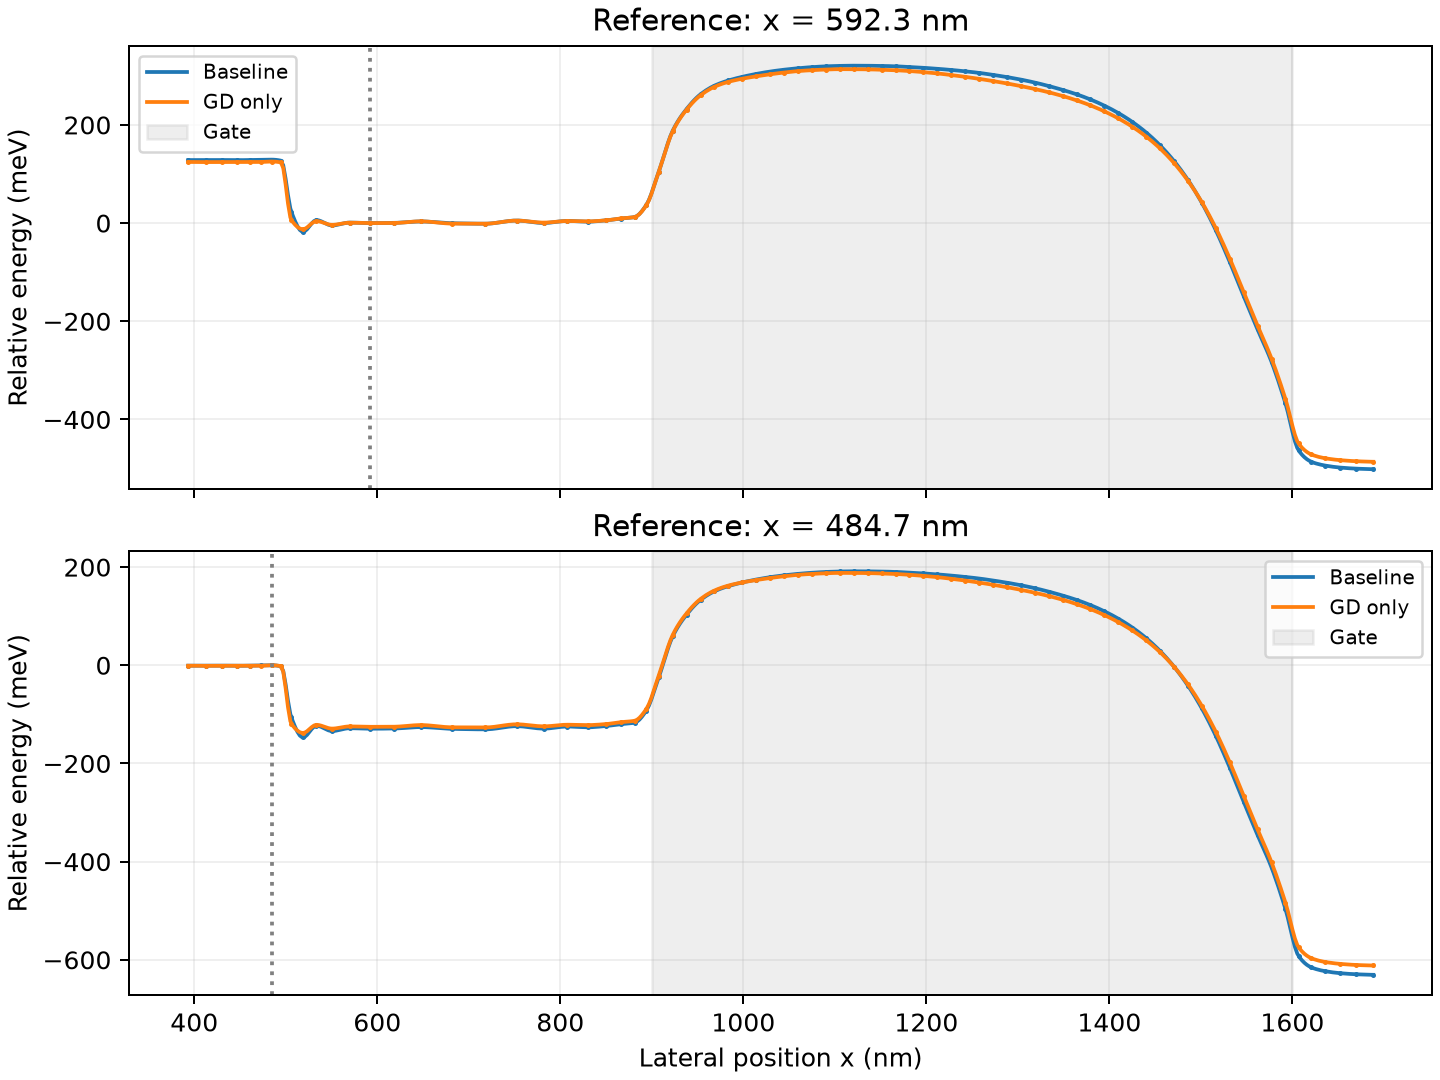 Reference: x = 592.3 nm
Relative energy (meV)
200
0
−200
−400
Baseline
GD only
Gate
Reference: x = 484.7 nm
Relative energy (meV)
200
0
−200
−400
−600
Baseline
GD only
Gate
400 600 800 1000 1200 1400 1600
Lateral position x (nm)